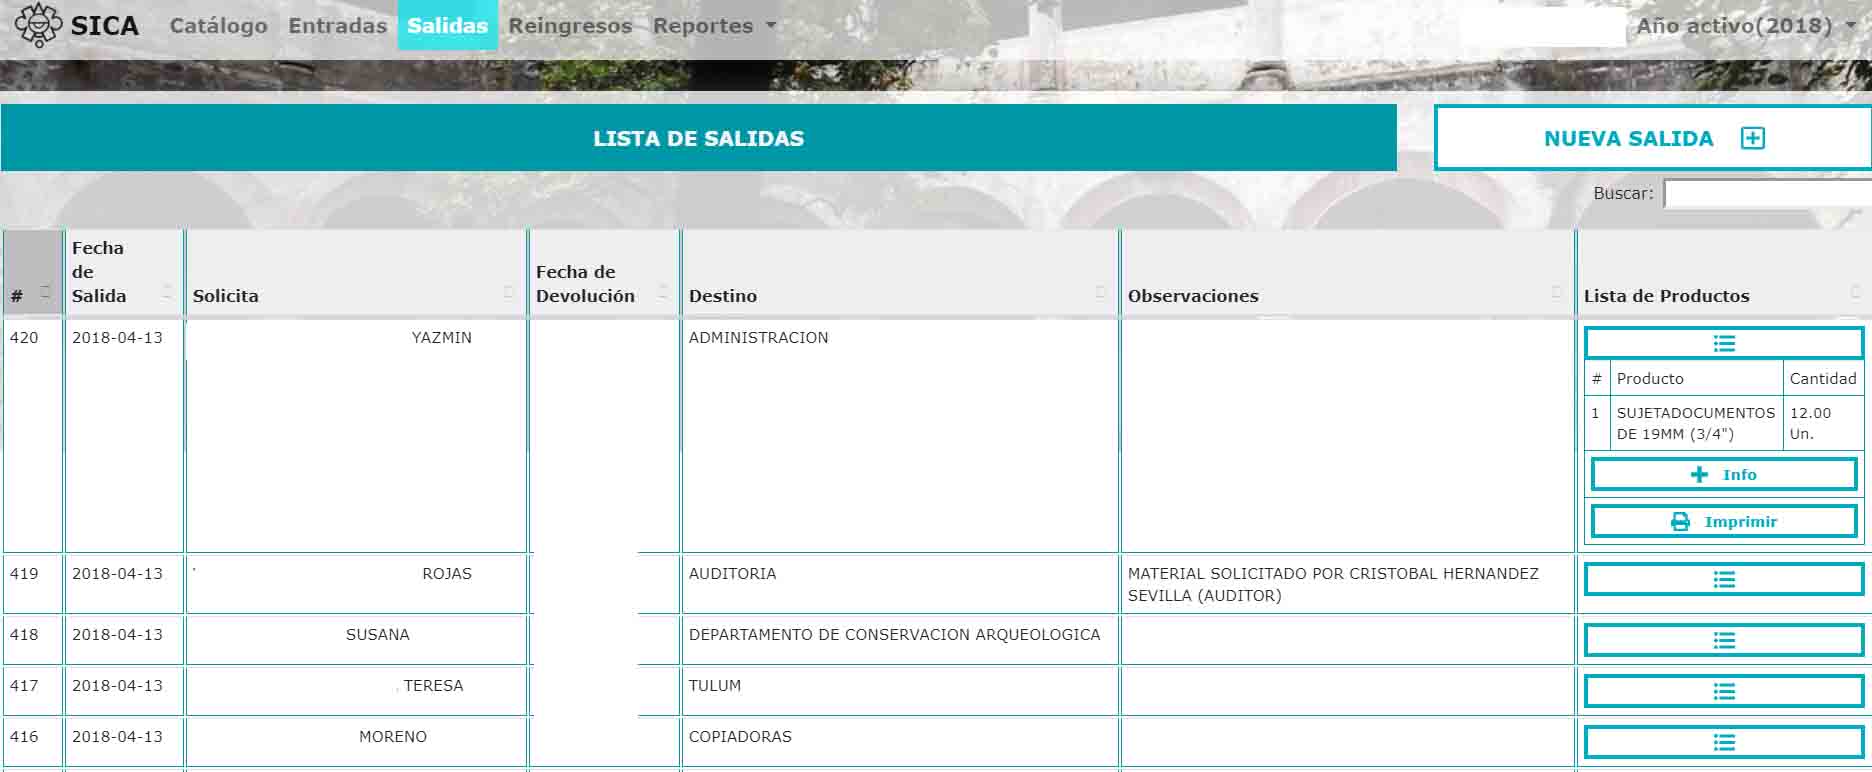 SICA Catálogo Entradas Salidas Reingresos Reportes Año activo(2018)
LISTA DE SALIDAS
NUEVA SALIDA
Buscar:
# Fecha de Salida Solicita Fecha de Devolución Destino Observaciones Lista de Productos
420 2018-04-13 YAZMIN ADMINISTRACION
# Producto Cantidad
1 SUJETADOCUMENTOS 12.00
DE 19MM (3/4") Un.
Info
Imprimir
419 2018-04-13 ROJAS AUDITORIA MATERIAL SOLICITADO POR CRISTOBAL HERNANDEZ
SEVILLA (AUDITOR)
418 2018-04-13 SUSANA DEPARTAMENTO DE CONSERVACION ARQUEOLOGICA
417 2018-04-13 TERESA TULUM
416 2018-04-13 MORENO COPIADORAS